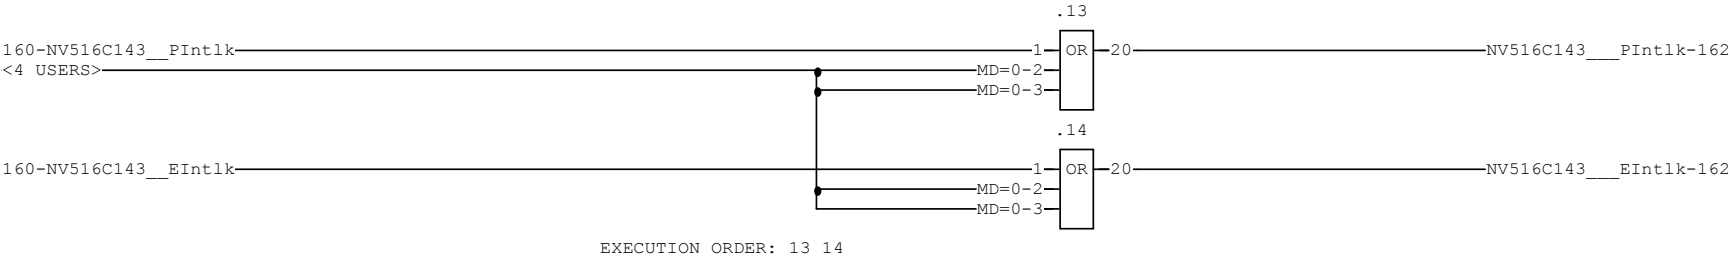 .13
160-NV516C143__PIntlk 1 OR 20 NV516C143___PIntlk-162
<4 USERS> MD=0-2
MD=0-3
.14
160-NV516C143__EIntlk 1 OR 20 NV516C143___EIntlk-162
MD=0-2
MD=0-3
EXECUTION ORDER: 13 14